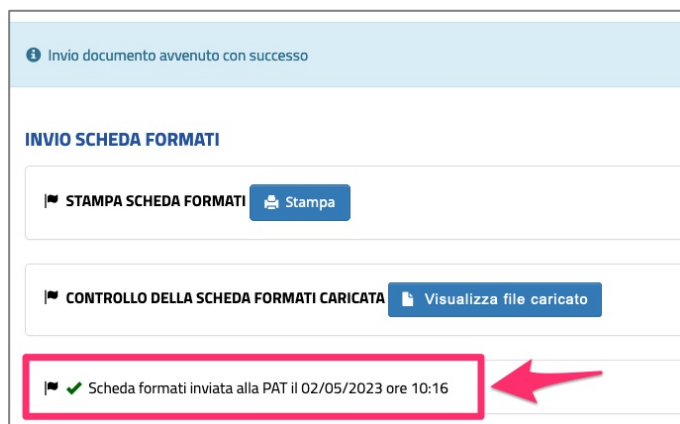 Invio documento avvenuto con successo
INVIO SCHEDA FORMATI
STAMPA SCHEDA FORMATI Stampa
CONTROLLO DELLA SCHEDA FORMATI CARICATA Visualizza file caricato
Scheda formati inviata alla PAT il 02/05/2023 ore 10:16